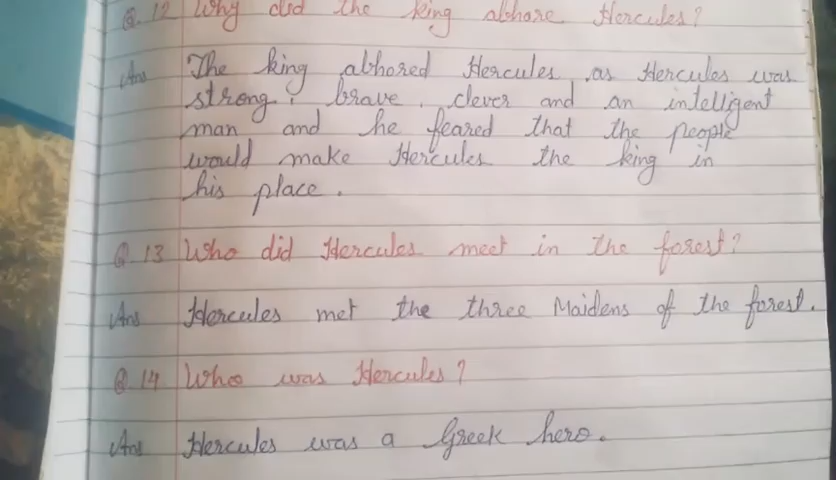 Q.12 Why did the king abhore Hercules?
Ans The king abhored Hercules as Hercules was
strong, brave, clever and an intelligent
man and he feared that the people
would make Hercules the king in
his place.
Q.13 Who did Hercules meet in the forest?
Ans Hercules met the three Maidens of the forest.
Q.14 Who was Hercules?
Ans Hercules was a Greek hero.